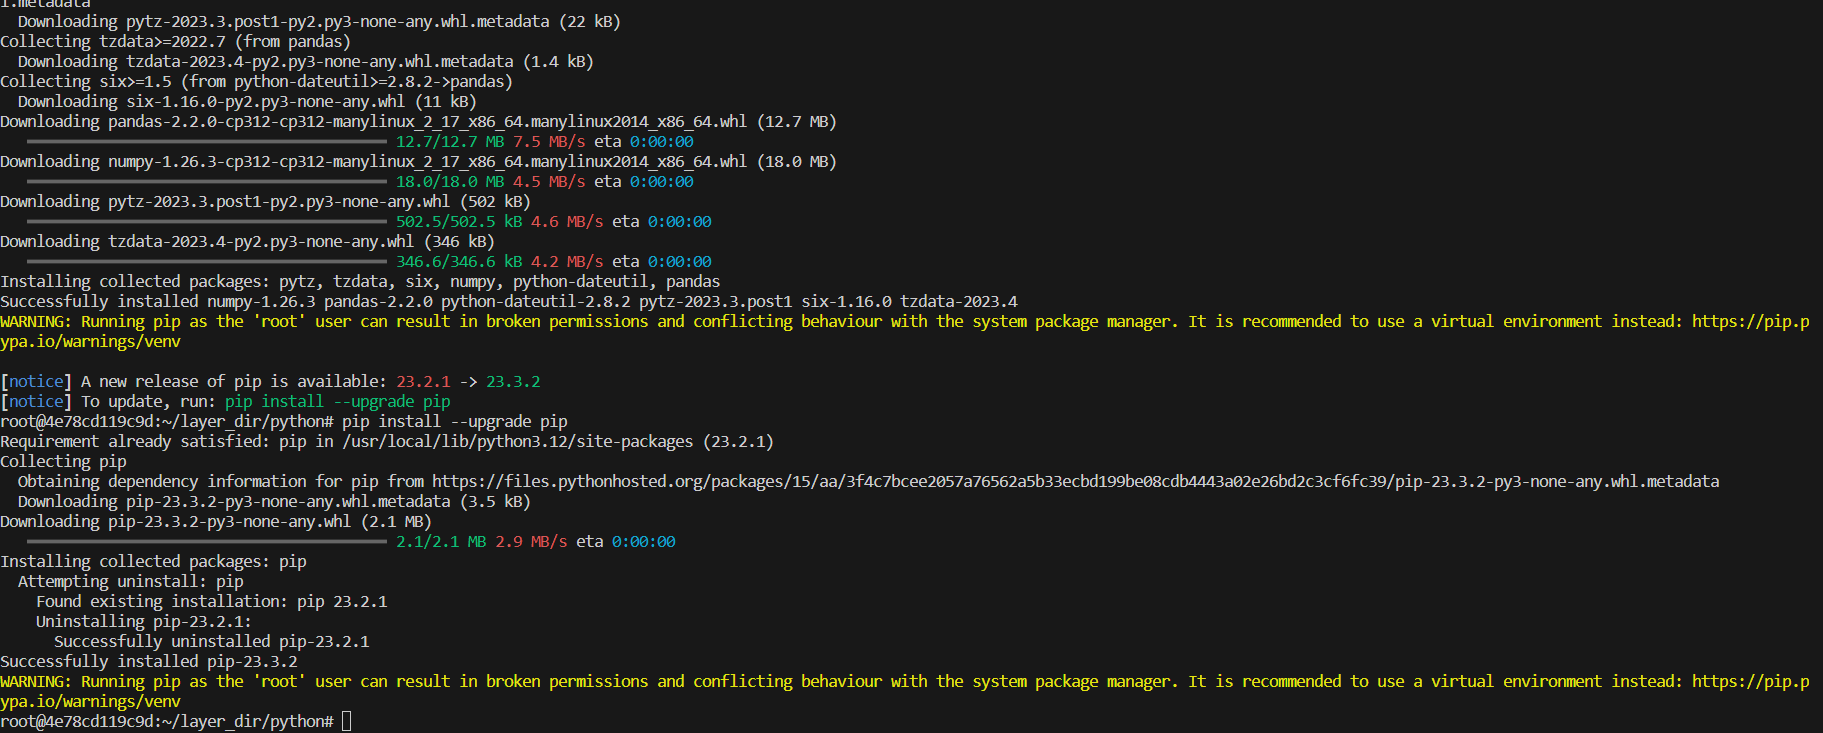 l.metadata
  Downloading pytz-2023.3.post1-py2.py3-none-any.whl.metadata (22 kB)
Collecting tzdata>=2022.7 (from pandas)
  Downloading tzdata-2023.4-py2.py3-none-any.whl.metadata (1.4 kB)
Collecting six>=1.5 (from python-dateutil>=2.8.2->pandas)
  Downloading six-1.16.0-py2.py3-none-any.whl (11 kB)
Downloading pandas-2.2.0-cp312-cp312-manylinux_2_17_x86_64.manylinux2014_x86_64.whl (12.7 MB)
12.7/12.7 MB 7.5 MB/s eta 0:00:00
Downloading numpy-1.26.3-cp312-cp312-manylinux_2_17_x86_64.manylinux2014_x86_64.whl (18.0 MB)
18.0/18.0 MB 4.5 MB/s eta 0:00:00
Downloading pytz-2023.3.post1-py2.py3-none-any.whl (502 kB)
502.5/502.5 kB 4.6 MB/s eta 0:00:00
Downloading tzdata-2023.4-py2.py3-none-any.whl (346 kB)
346.6/346.6 kB 4.2 MB/s eta 0:00:00
Installing collected packages: pytz, tzdata, six, numpy, python-dateutil, pandas
Successfully installed numpy-1.26.3 pandas-2.2.0 python-dateutil-2.8.2 pytz-2023.3.post1 six-1.16.0 tzdata-2023.4
WARNING: Running pip as the 'root' user can result in broken permissions and conflicting behaviour with the system package manager. It is recommended to use a virtual environment instead: https://pip.p
ypa.io/warnings/venv
[notice] A new release of pip is available: 23.2.1 -> 23.3.2
[notice] To update, run: pip install --upgrade pip
root@4e78cd119c9d:~/layer_dir/python# pip install --upgrade pip
Requirement already satisfied: pip in /usr/local/lib/python3.12/site-packages (23.2.1)
Collecting pip
  Obtaining dependency information for pip from https://files.pythonhosted.org/packages/15/aa/3f4c7bcee2057a76562a5b33ecbd199be08cdb4443a02e26bd2c3cf6fc39/pip-23.3.2-py3-none-any.whl.metadata
  Downloading pip-23.3.2-py3-none-any.whl.metadata (3.5 kB)
Downloading pip-23.3.2-py3-none-any.whl (2.1 MB)
2.1/2.1 MB 2.9 MB/s eta 0:00:00
Installing collected packages: pip
  Attempting uninstall: pip
    Found existing installation: pip 23.2.1
    Uninstalling pip-23.2.1:
      Successfully uninstalled pip-23.2.1
Successfully installed pip-23.3.2
WARNING: Running pip as the 'root' user can result in broken permissions and conflicting behaviour with the system package manager. It is recommended to use a virtual environment instead: https://pip.p
ypa.io/warnings/venv
root@4e78cd119c9d:~/layer_dir/python#